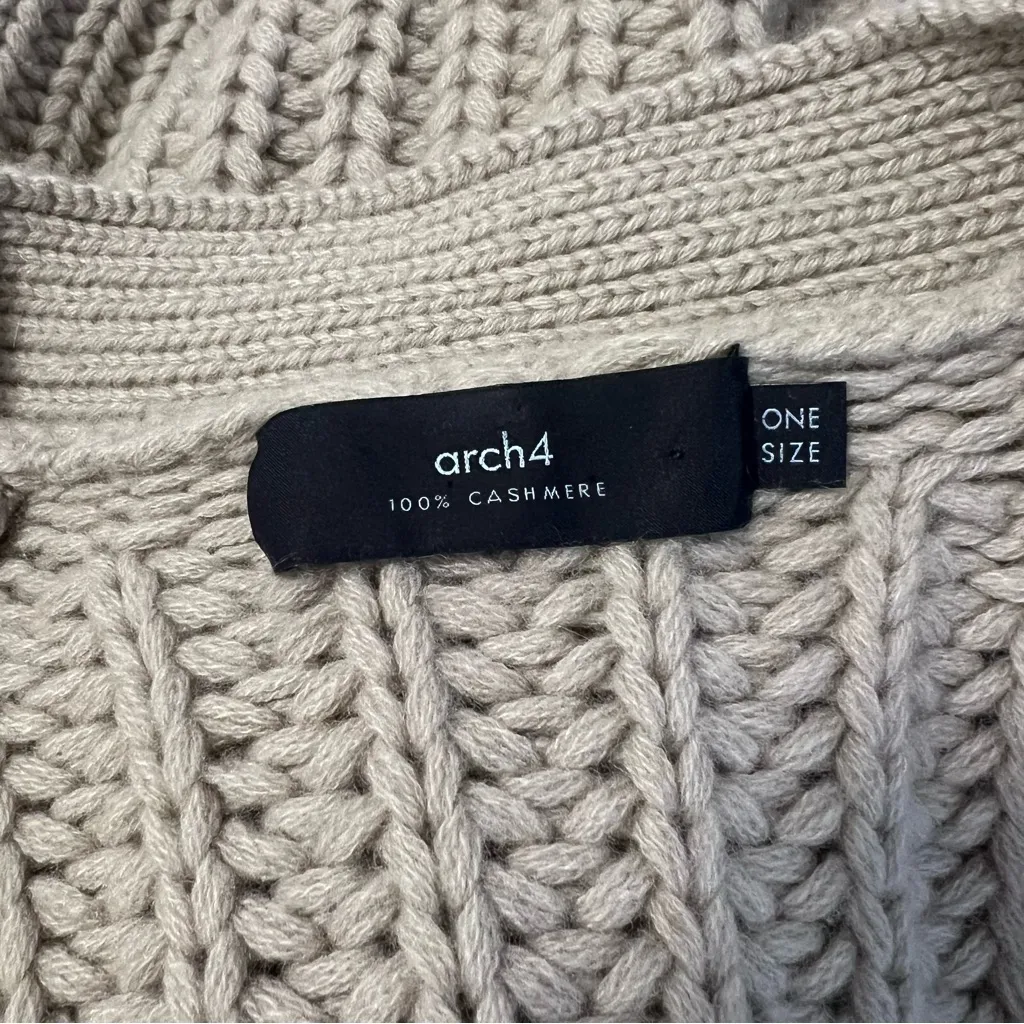 arch4
100% CASHMERE
ONE
SIZE